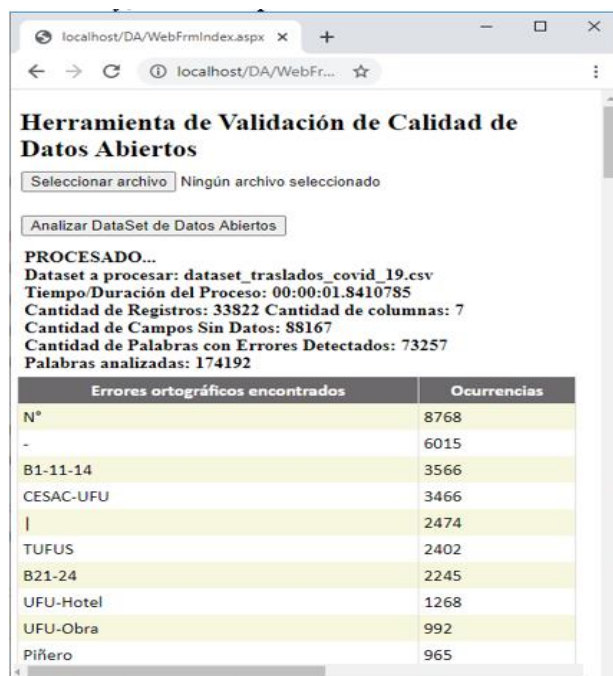 localhost/DA/WebFrmIndex.aspx
localhost/DA/WebFr...
Herramienta de Validación de Calidad de
Datos Abiertos
Seleccionar archivo Ningún archivo seleccionado
Analizar DataSet de Datos Abiertos
PROCESADO...
Dataset a procesar: dataset_traslados_covid_19.csv
Tiempo/Duración del Proceso: 00:00:01.8410785
Cantidad de Registros: 33822 Cantidad de columnas: 7
Cantidad de Campos Sin Datos: 88167
Cantidad de Palabras con Errores Detectados: 73257
Palabras analizadas: 174192
Errores ortográficos encontrados Ocurrencias
N° 8768
- 6015
B1-11-14 3566
CESAC-UFU 3466
| 2474
TUFUS 2402
B21-24 2245
UFU-Hotel 1268
UFU-Obra 992
Piñero 965